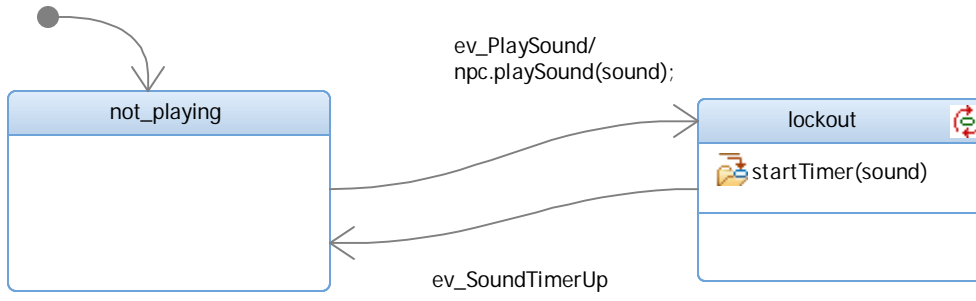 ev_PlaySound/
npc.playSound(sound);
not_playing
lockout
startTimer(sound)
ev_SoundTimerUp